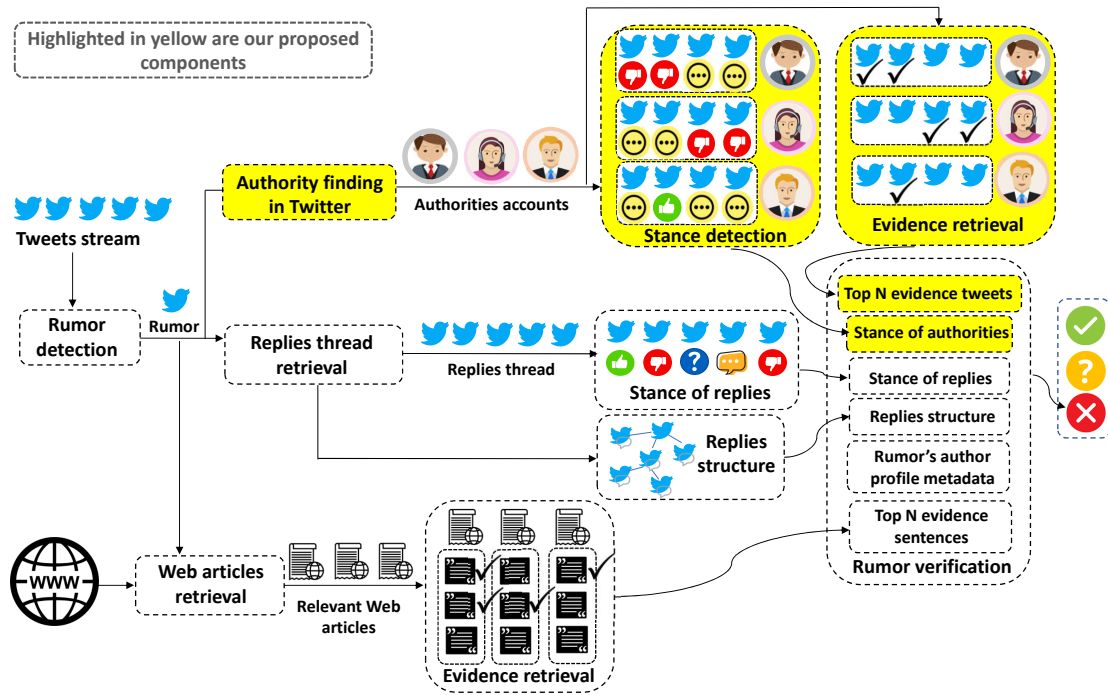 Highlighted in yellow are our proposed
components
Tweets stream
Rumor
detection
Rumor
Authority finding
in Twitter
Authorities accounts
Stance detection
Evidence retrieval
Replies thread
retrieval
Replies thread
Stance of replies
Replies
structure
WWW
Web articles
retrieval
Relevant Web
articles
Evidence retrieval
Top N evidence tweets
Stance of authorities
Stance of replies
Replies structure
Rumor's author
profile metadata
Top N evidence
sentences
Rumor verification